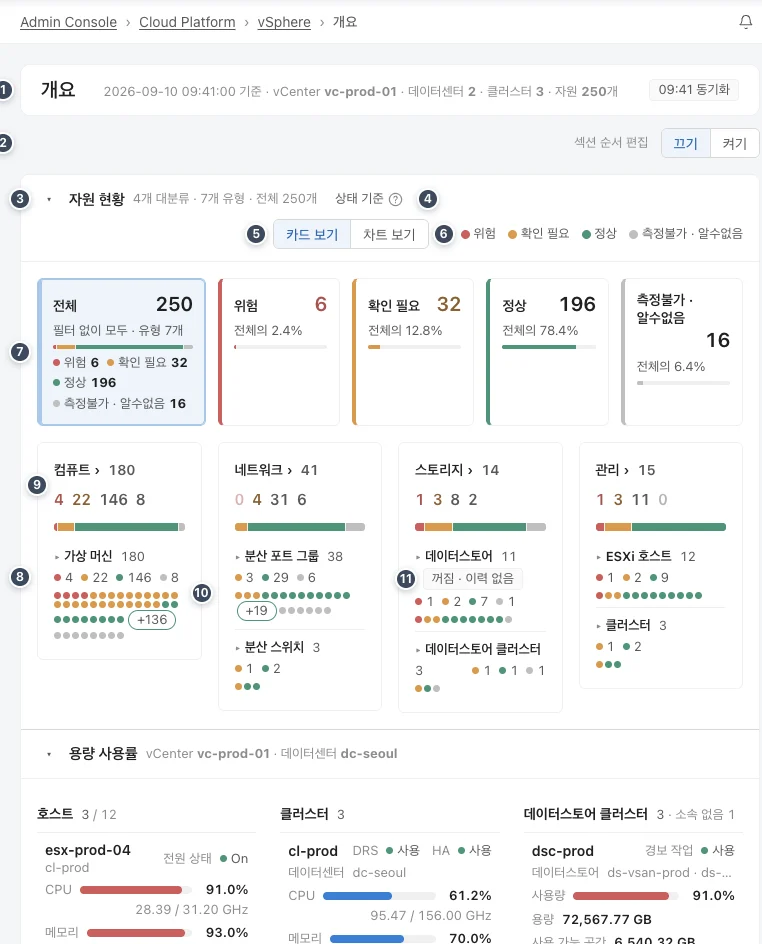 Admin Console › Cloud Platform › vSphere › 개요
1 개요 2026-09-10 09:41:00 기준 · vCenter vc-prod-01 · 데이터센터 2 · 클러스터 3 · 자원 250개 09:41 동기화
2 섹션 순서 편집 끄기 켜기
3 자원 현황 4개 대분류 · 7개 유형 · 전체 250개 상태 기준 ? 4
5 카드 보기 차트 보기 6 위험 확인 필요 정상 측정불가 · 알수없음
7
전체 250
필터 없이 모두 · 유형 7개
위험 6 확인 필요 32
정상 196
측정불가 · 알수없음 16
위험 6
전체의 2.4%
확인 필요 32
전체의 12.8%
정상 196
전체의 78.4%
측정불가 ·
알수없음
16
전체의 6.4%
9
컴퓨트 › 180
4 22 146 8
8
가상 머신 180
4 22 146 8
+136
네트워크 › 41
0 4 31 6
분산 포트 그룹 38
3 29 6
10
+19
분산 스위치 3
1 2
스토리지 › 14
1 3 8 2
데이터스토어 11
11 꺼짐 · 이력 없음
1 2 7 1
데이터스토어 클러스터
3 1 1 1
관리 › 15
1 3 11 0
ESXi 호스트 12
1 2 9
클러스터 3
1 2
용량 사용률 vCenter vc-prod-01 · 데이터센터 dc-seoul
호스트 3 / 12
esx-prod-04 전원 상태 On
cl-prod
CPU 91.0%
28.39 / 31.20 GHz
메모리 93.0%
클러스터 3
cl-prod DRS 사용 HA 사용
데이터센터 dc-seoul
CPU 61.2%
95.47 / 156.00 GHz
메모리 70.0%
데이터스토어 클러스터 3 · 소속 없음 1
dsc-prod 경보 작업 사용
데이터스토어 ds-vsan-prod · ds-...
사용량 91.0%
용량 72,567.77 GB
사용 가능 공간 6,540.32 GB